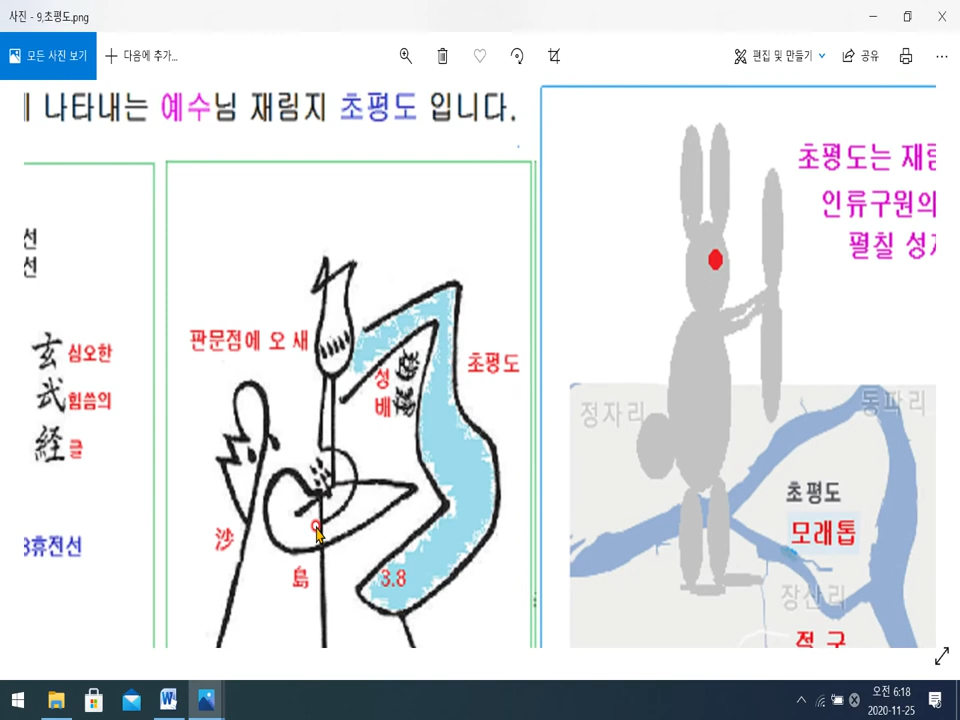 사진 - 9,초평도.png
모든 사진 보기
다음에 추가...
편집 및 만들기
공유
나타내는 예수님 재림지 초평도 입니다.
선
선
玄 심오한
武 힘씀의
経 글
3휴전선
판문점에 오 새
성
배
초평도
沙
島
3.8
초평도는 재림
인류구원의
펼칠 성지
정자리
동파리
초평도
모래톱
장산리
정 구
오전 6:18
2020-11-25